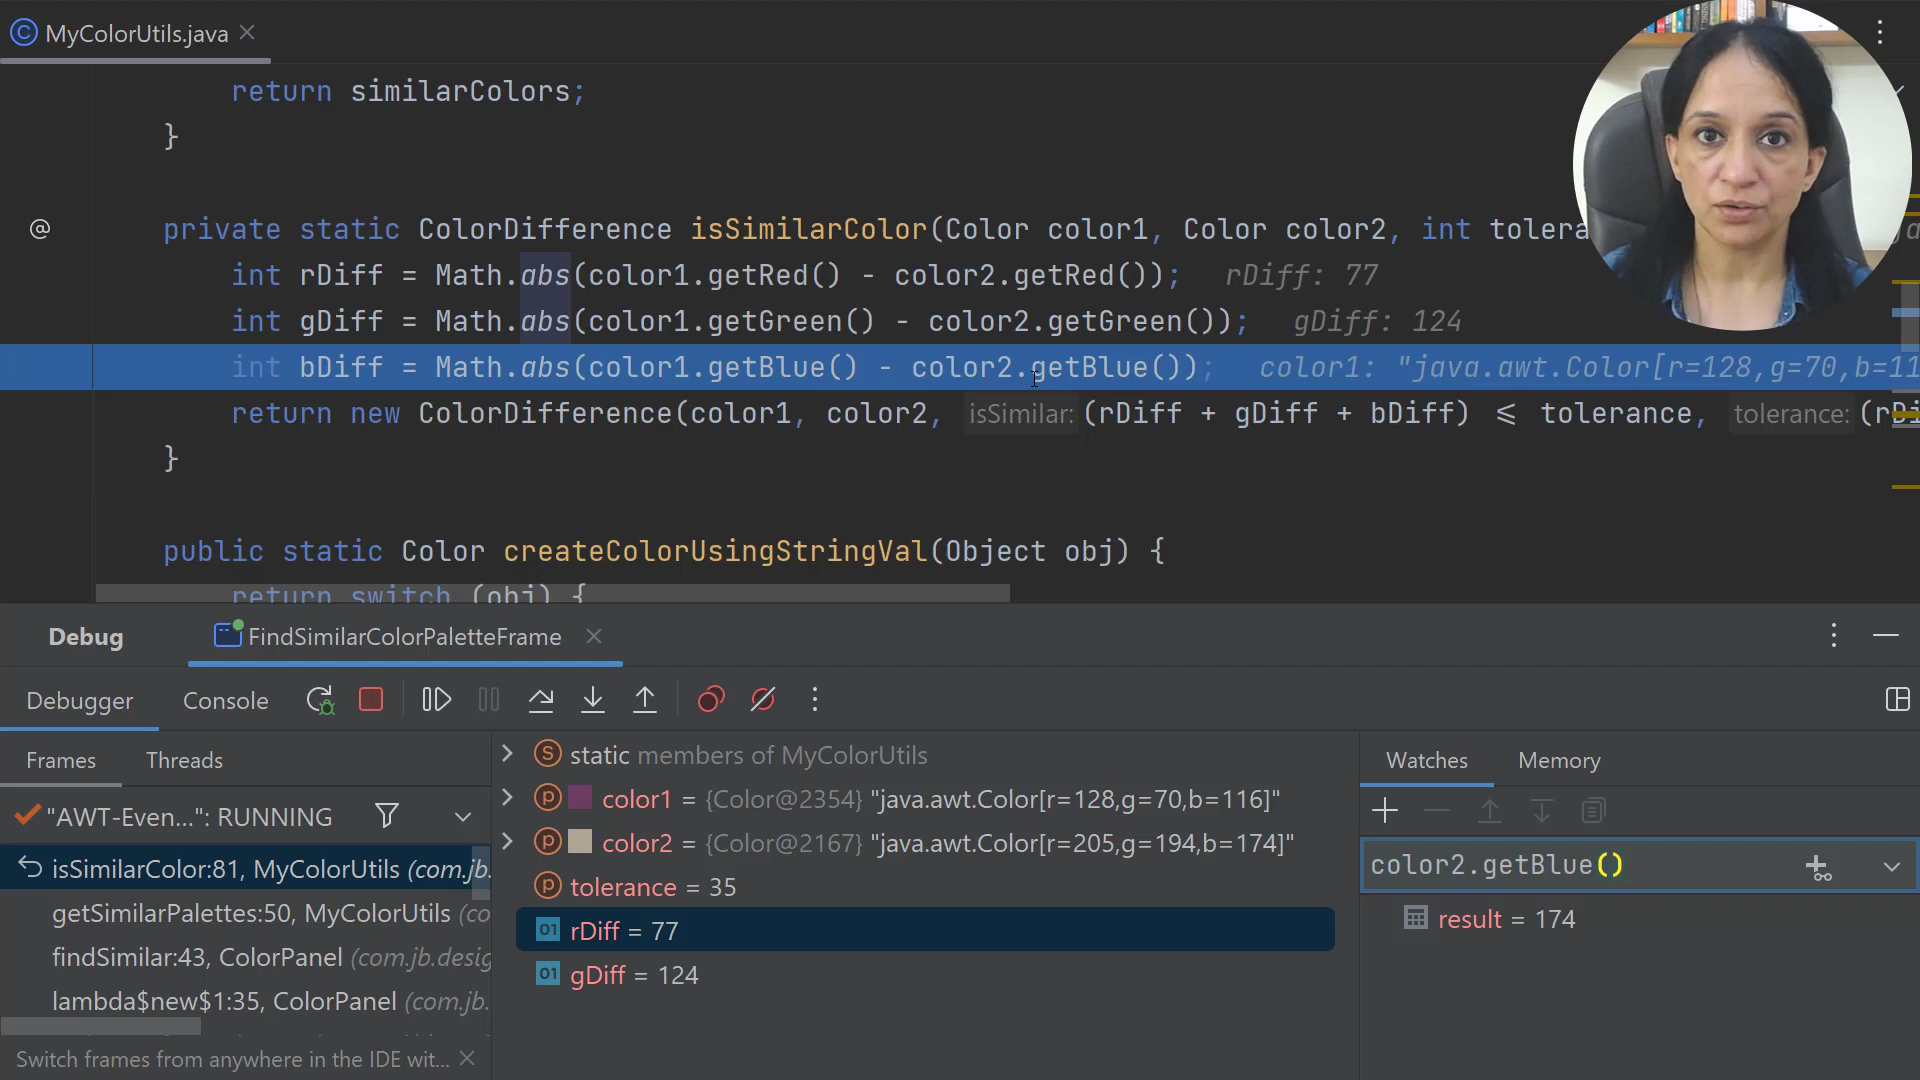 MyColorUtils.java
return similarColors;
}
private static ColorDifference isSimilarColor(Color color1, Color color2, int tolera
int rDiff = Math.abs(color1.getRed() - color2.getRed()); rDiff: 77
int gDiff = Math.abs(color1.getGreen() - color2.getGreen()); gDiff: 124
int bDiff = Math.abs(color1.getBlue() - color2.getBlue()); color1: "java.awt.Color[r=128,g=70,b=11
return new ColorDifference(color1, color2, isSimilar: (rDiff + gDiff + bDiff) <= tolerance, tolerance: (rDi
}
public static Color createColorUsingStringVal(Object obj) {
return switch (obj) {
Debug
FindSimilarColorPaletteFrame
Debugger
Console
Frames
Threads
"AWT-Even...": RUNNING
isSimilarColor:81, MyColorUtils (com.jb.
getSimilarPalettes:50, MyColorUtils (co
findSimilar:43, ColorPanel (com.jb.desig
lambda$new$1:35, ColorPanel (com.jb.
Switch frames from anywhere in the IDE wit...
static members of MyColorUtils
color1 = {Color@2354} "java.awt.Color[r=128,g=70,b=116]"
color2 = {Color@2167} "java.awt.Color[r=205,g=194,b=174]"
tolerance = 35
rDiff = 77
gDiff = 124
Watches
Memory
color2.getBlue()
result = 174